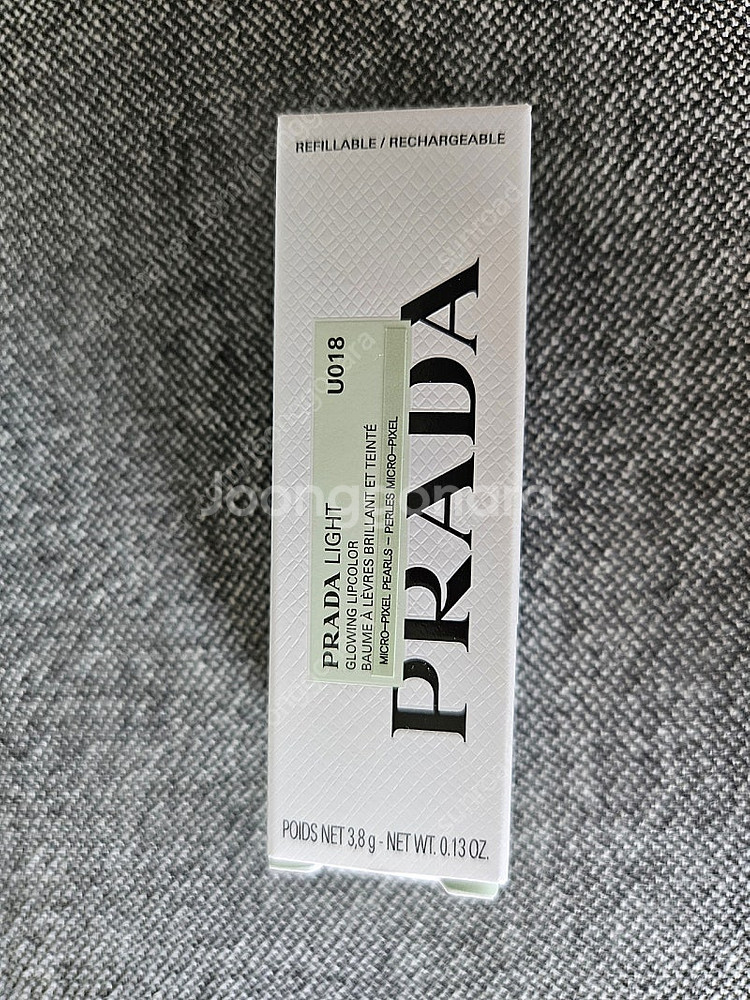 REFILLABLE / RECHARGEABLE
PRADA
U018
PRADA LIGHT
GLOWING LIPCOLOR
BAUME À LÈVRES BRILLANT ET TEINTÉ
MICRO-PIXEL PEARLS – PERLES MICRO-PIXEL
POIDS NET 3,8 g - NET WT. 0.13 OZ.
Joonggonara